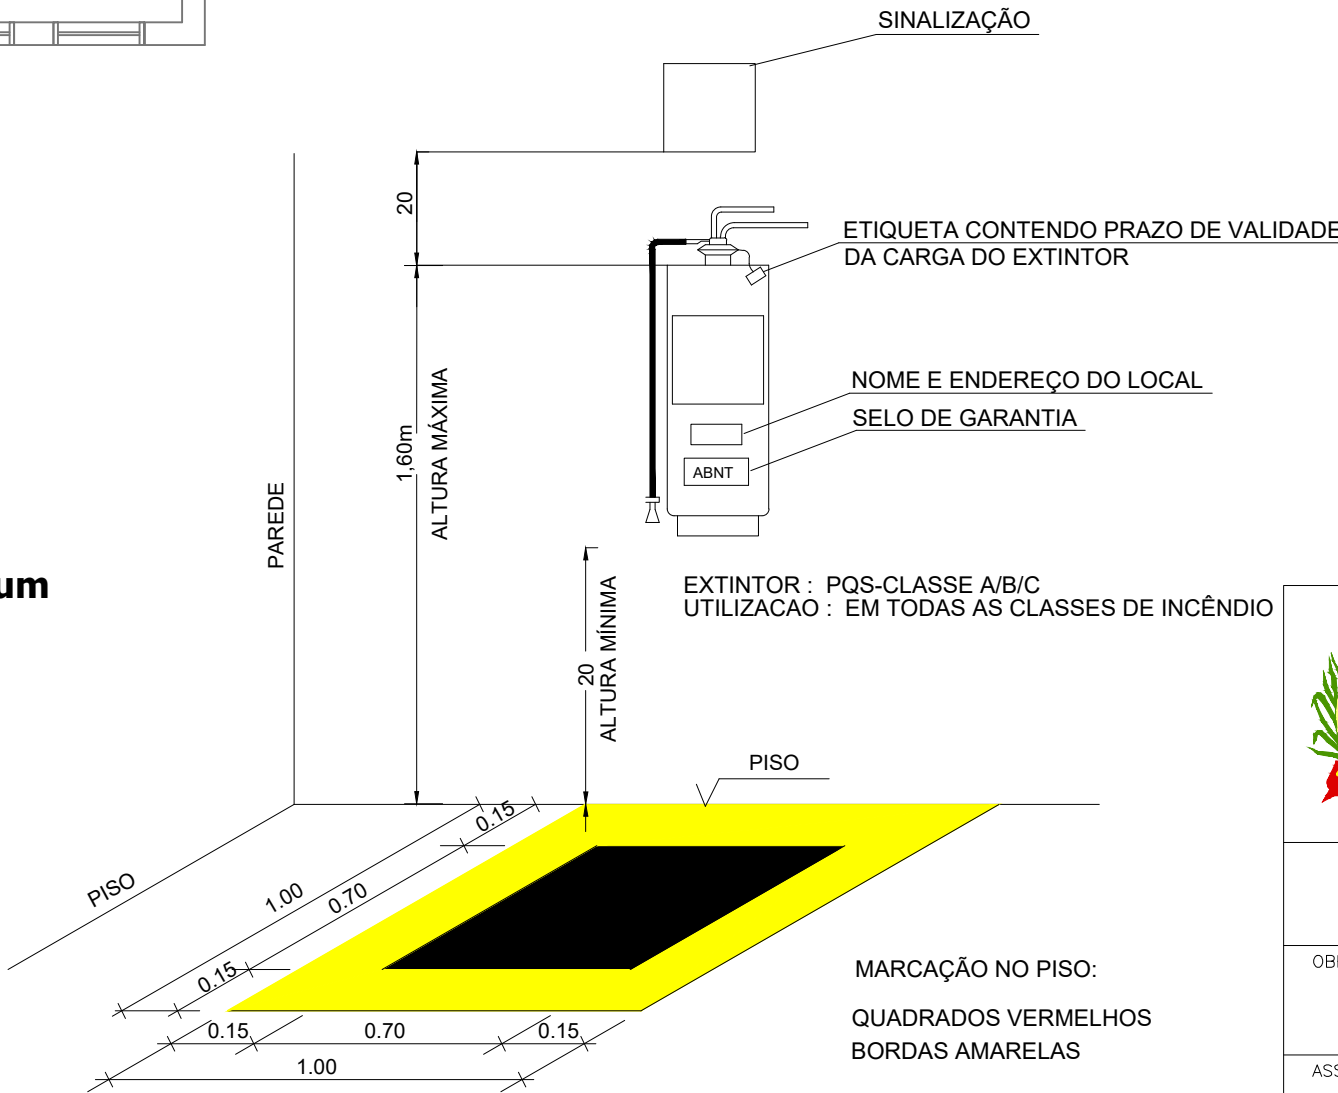 SINALIZAÇÃO
20
ETIQUETA CONTENDO PRAZO DE VALIDADE
DA CARGA DO EXTINTOR
NOME E ENDEREÇO DO LOCAL
SELO DE GARANTIA
ABNT
1,60m
ALTURA MÁXIMA
PAREDE
um
EXTINTOR : PQS-CLASSE A/B/C
UTILIZACAO : EM TODAS AS CLASSES DE INCÊNDIO
20
ALTURA MÍNIMA
PISO
PISO
0.15
1.00
0.70
0.15
0.15
0.70
0.15
1.00
MARCAÇÃO NO PISO:
QUADRADOS VERMELHOS
BORDAS AMARELAS
OB
ASS